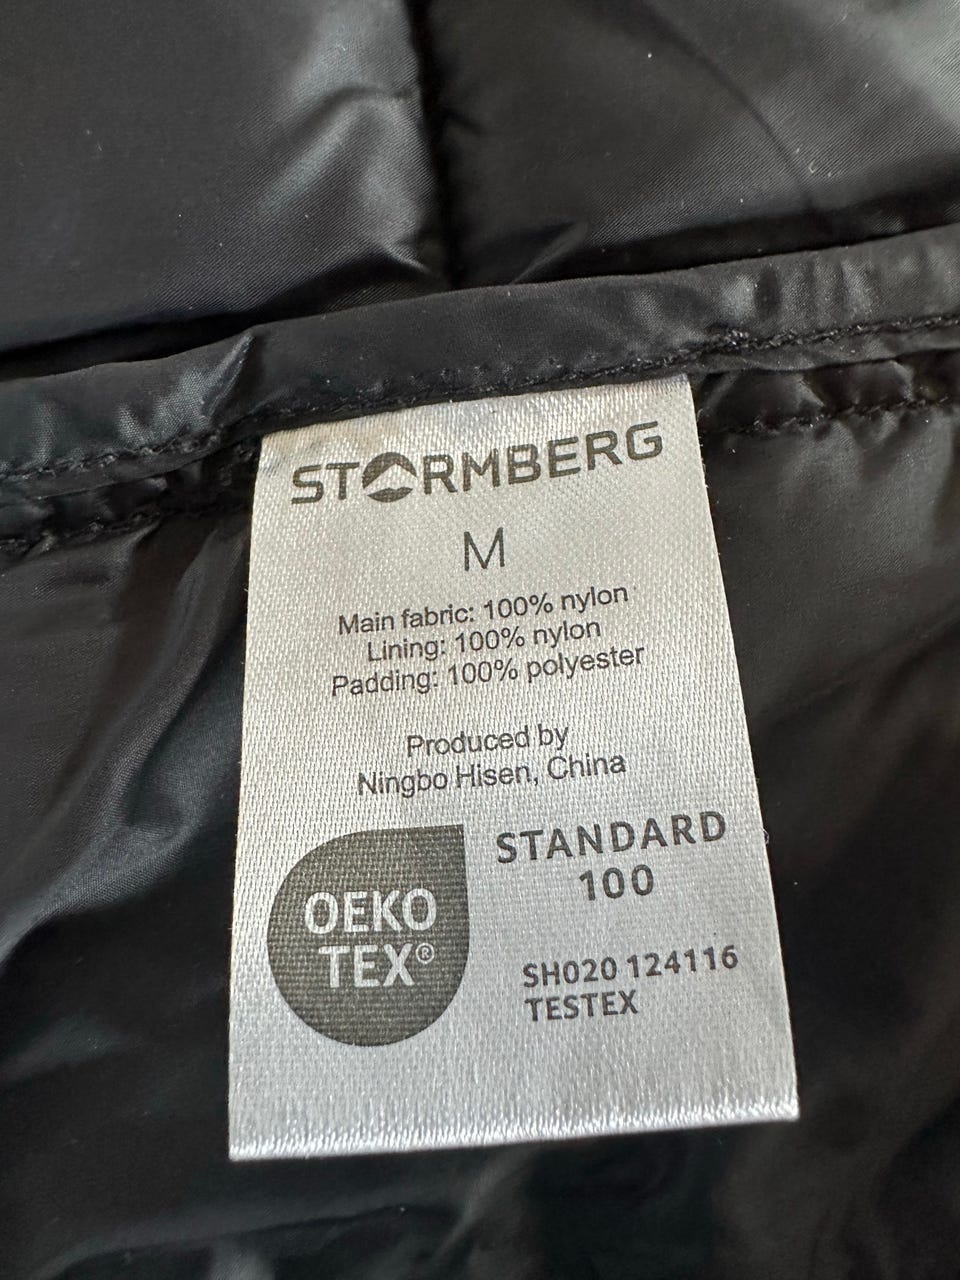 STORMBERG
M
Main fabric: 100% nylon
Lining: 100% nylon
Padding: 100% polyester
Produced by
Ningbo Hisen, China
OEKO
TEX®
STANDARD
100
SH020 124116
TESTEX